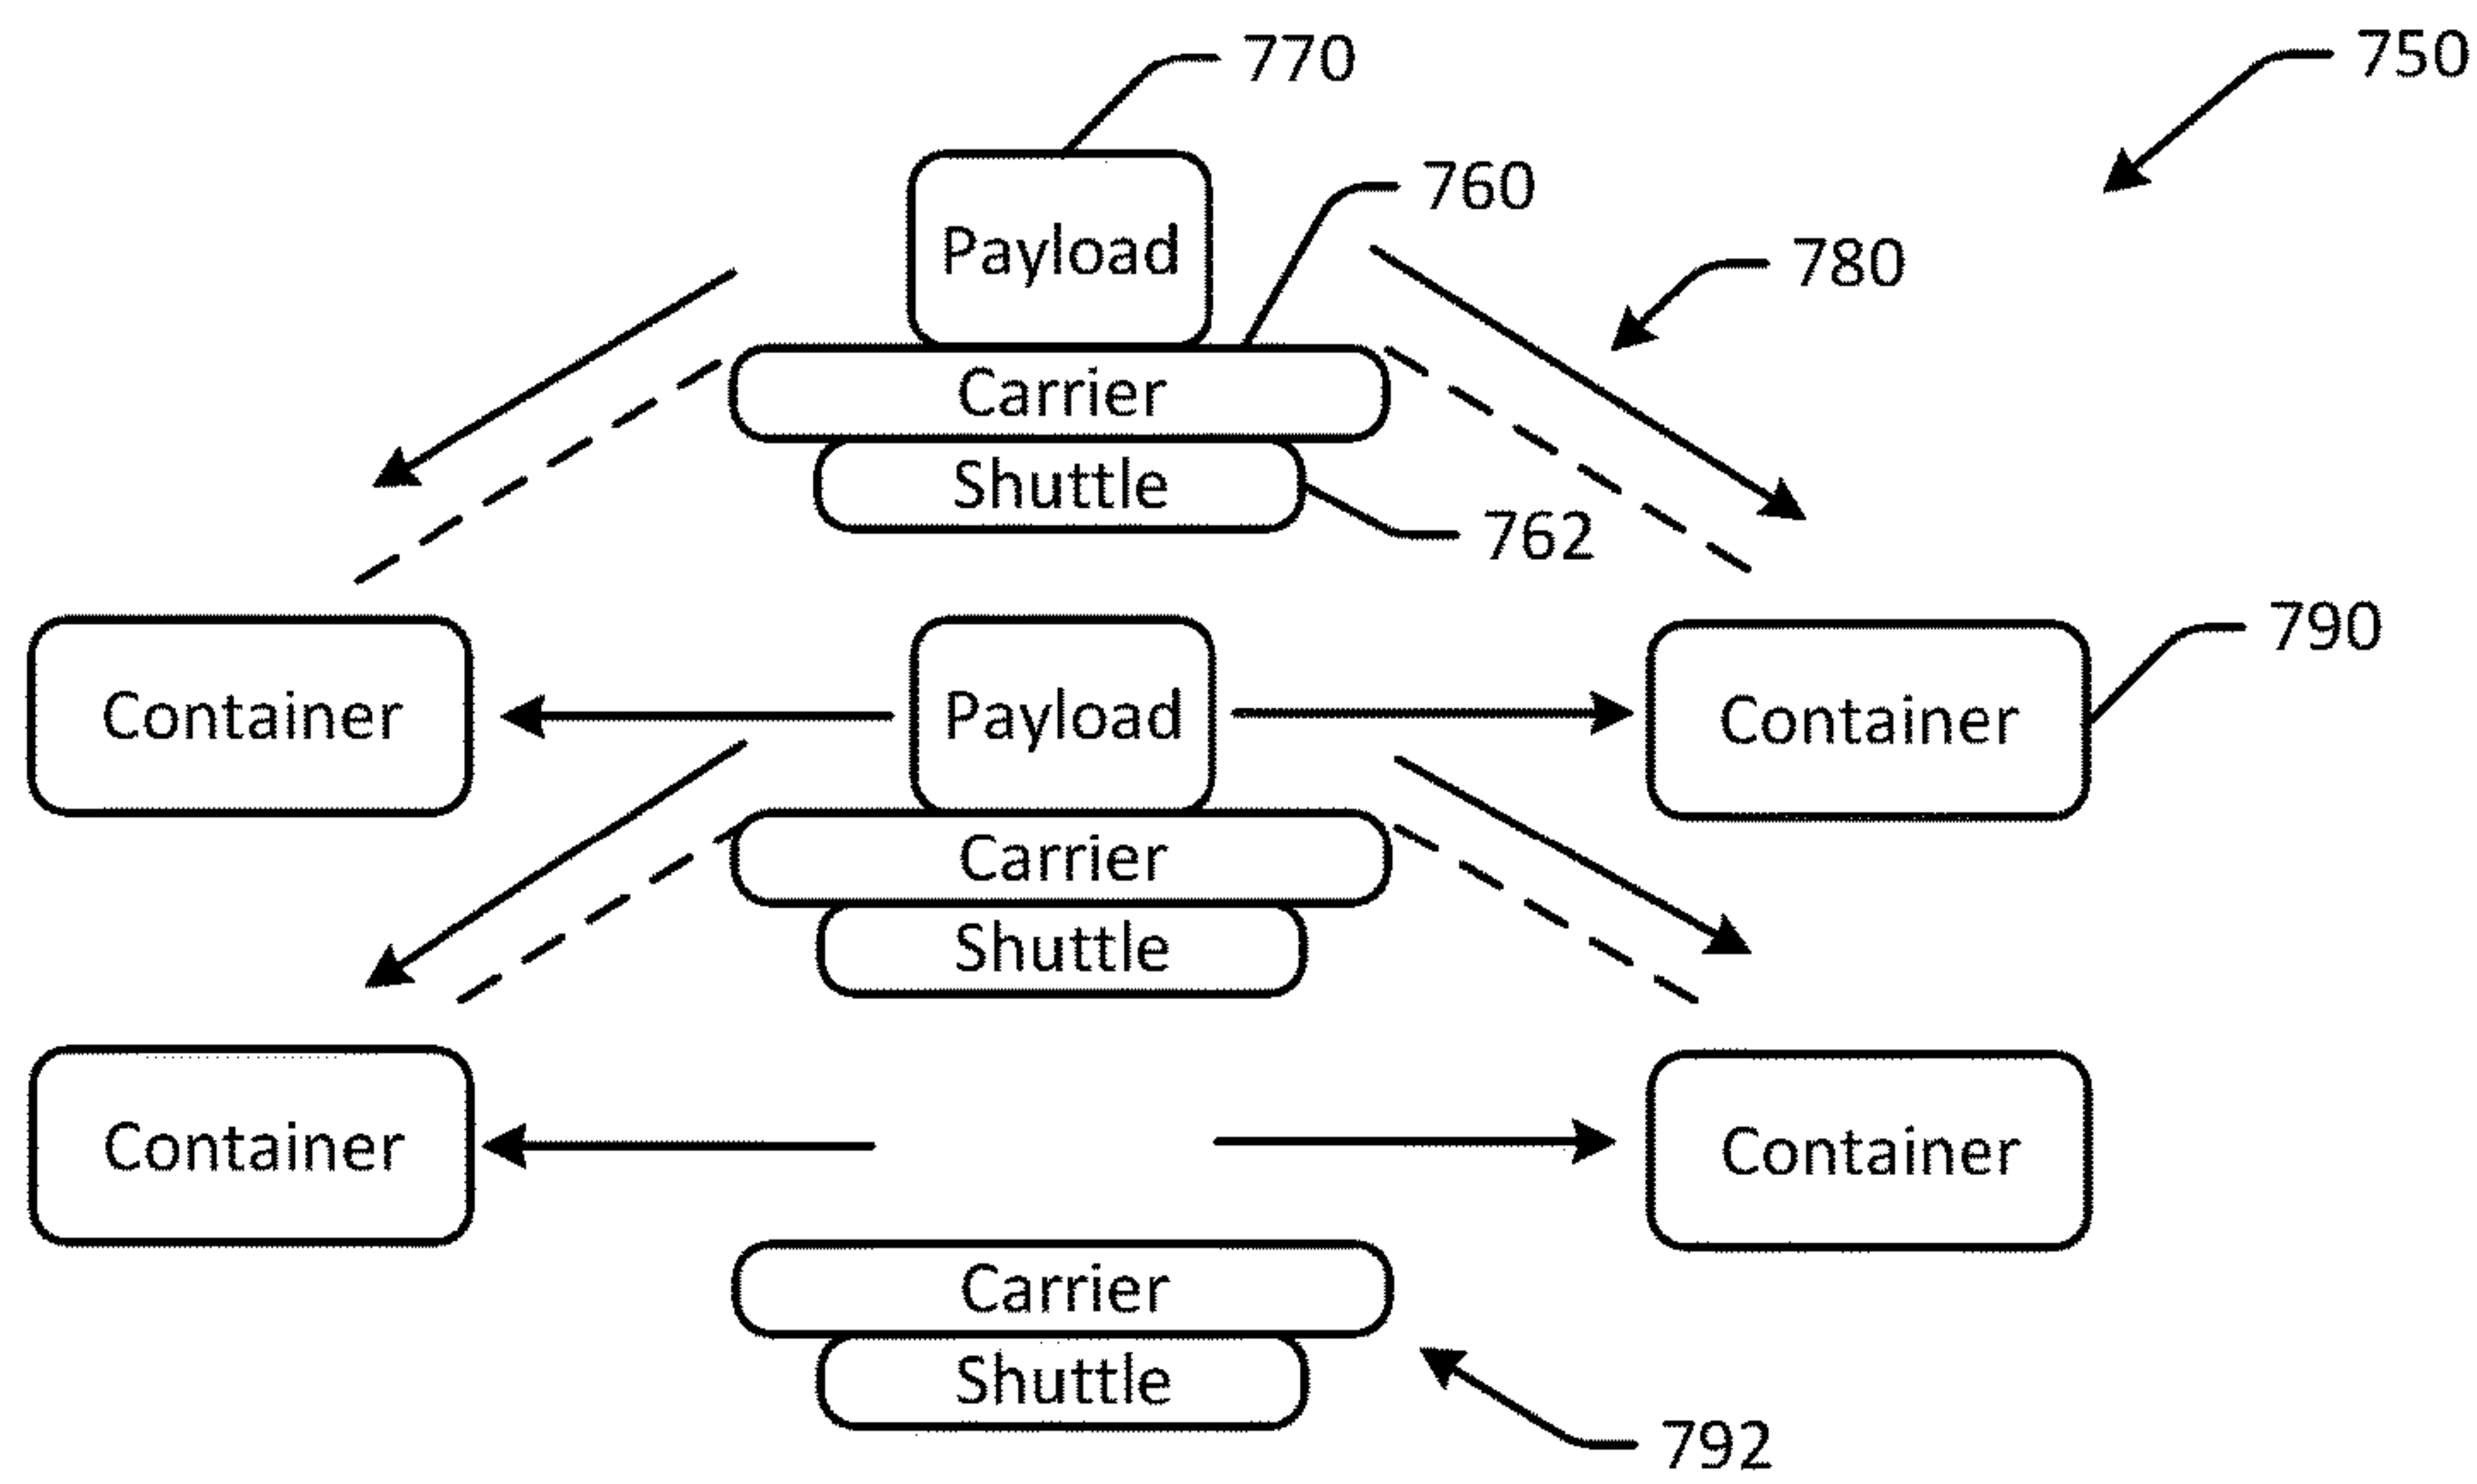 770
750
760
Payload
780
Carrier
Shuttle
762
790
Container
Payload
Container
Carrier
Shuttle
Container
Container
Carrier
Shuttle
792